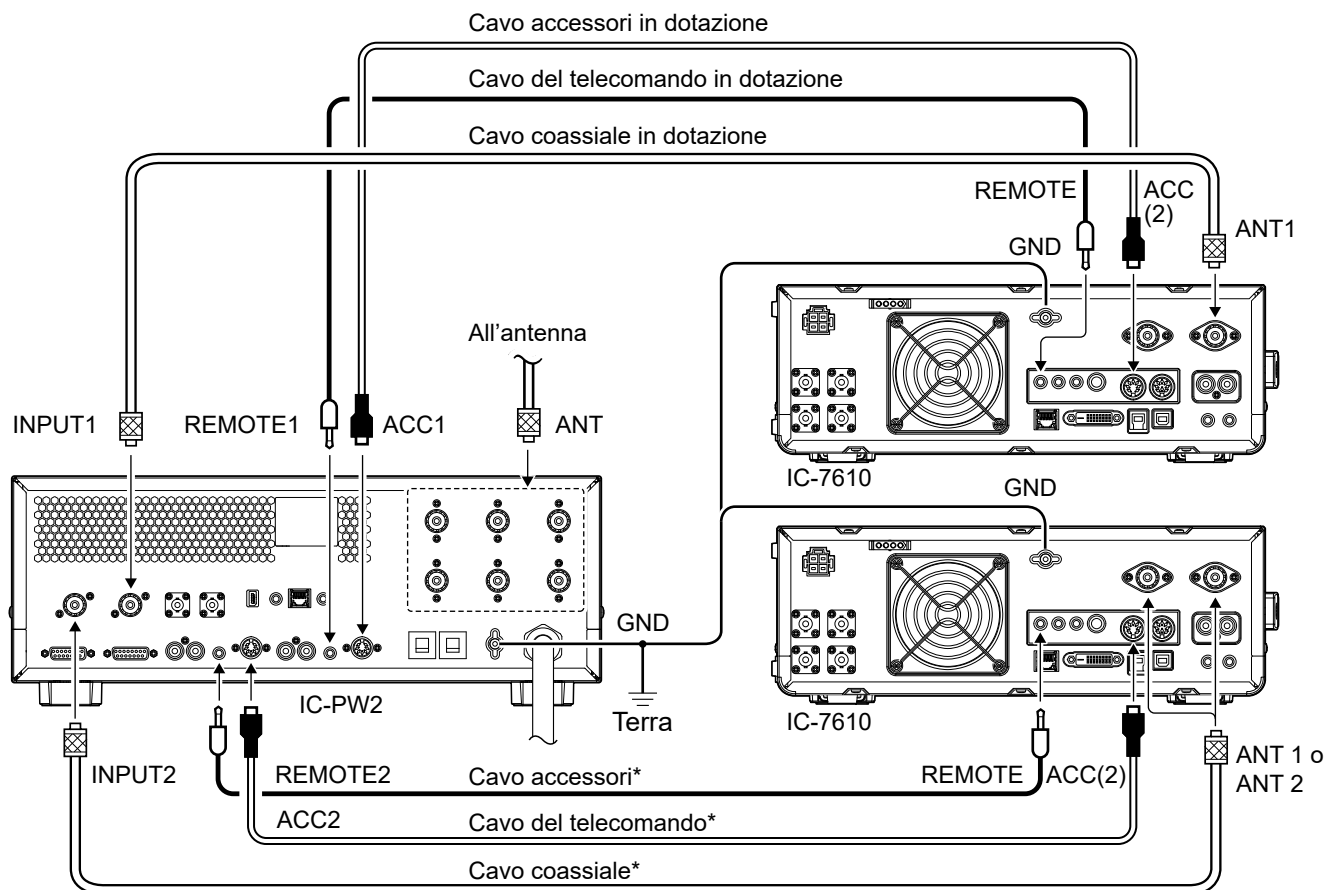 Cavo accessori in dotazione
Cavo del telecomando in dotazione
Cavo coassiale in dotazione
REMOTE
ACC
(2)
ANT1
GND
All’antenna
INPUT1
REMOTE1
ACC1
ANT
IC-7610
GND
GND
IC-PW2
Terra
IC-7610
INPUT2
REMOTE2
Cavo accessori*
REMOTE
ACC(2)
ANT 1 o
ANT 2
ACC2
Cavo del telecomando*
Cavo coassiale*